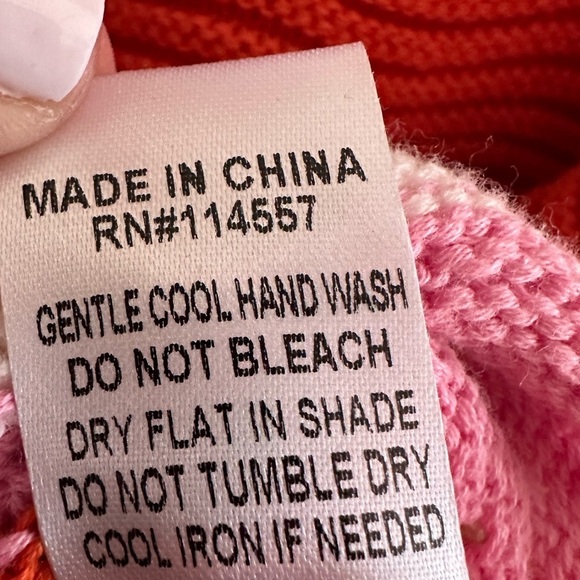 MADE IN CHINA
RN#114557
GENTLE COOL HAND WASH
DO NOT BLEACH
DRY FLAT IN SHADE
DO NOT TUMBLE DRY
COOL IRON IF NEEDED